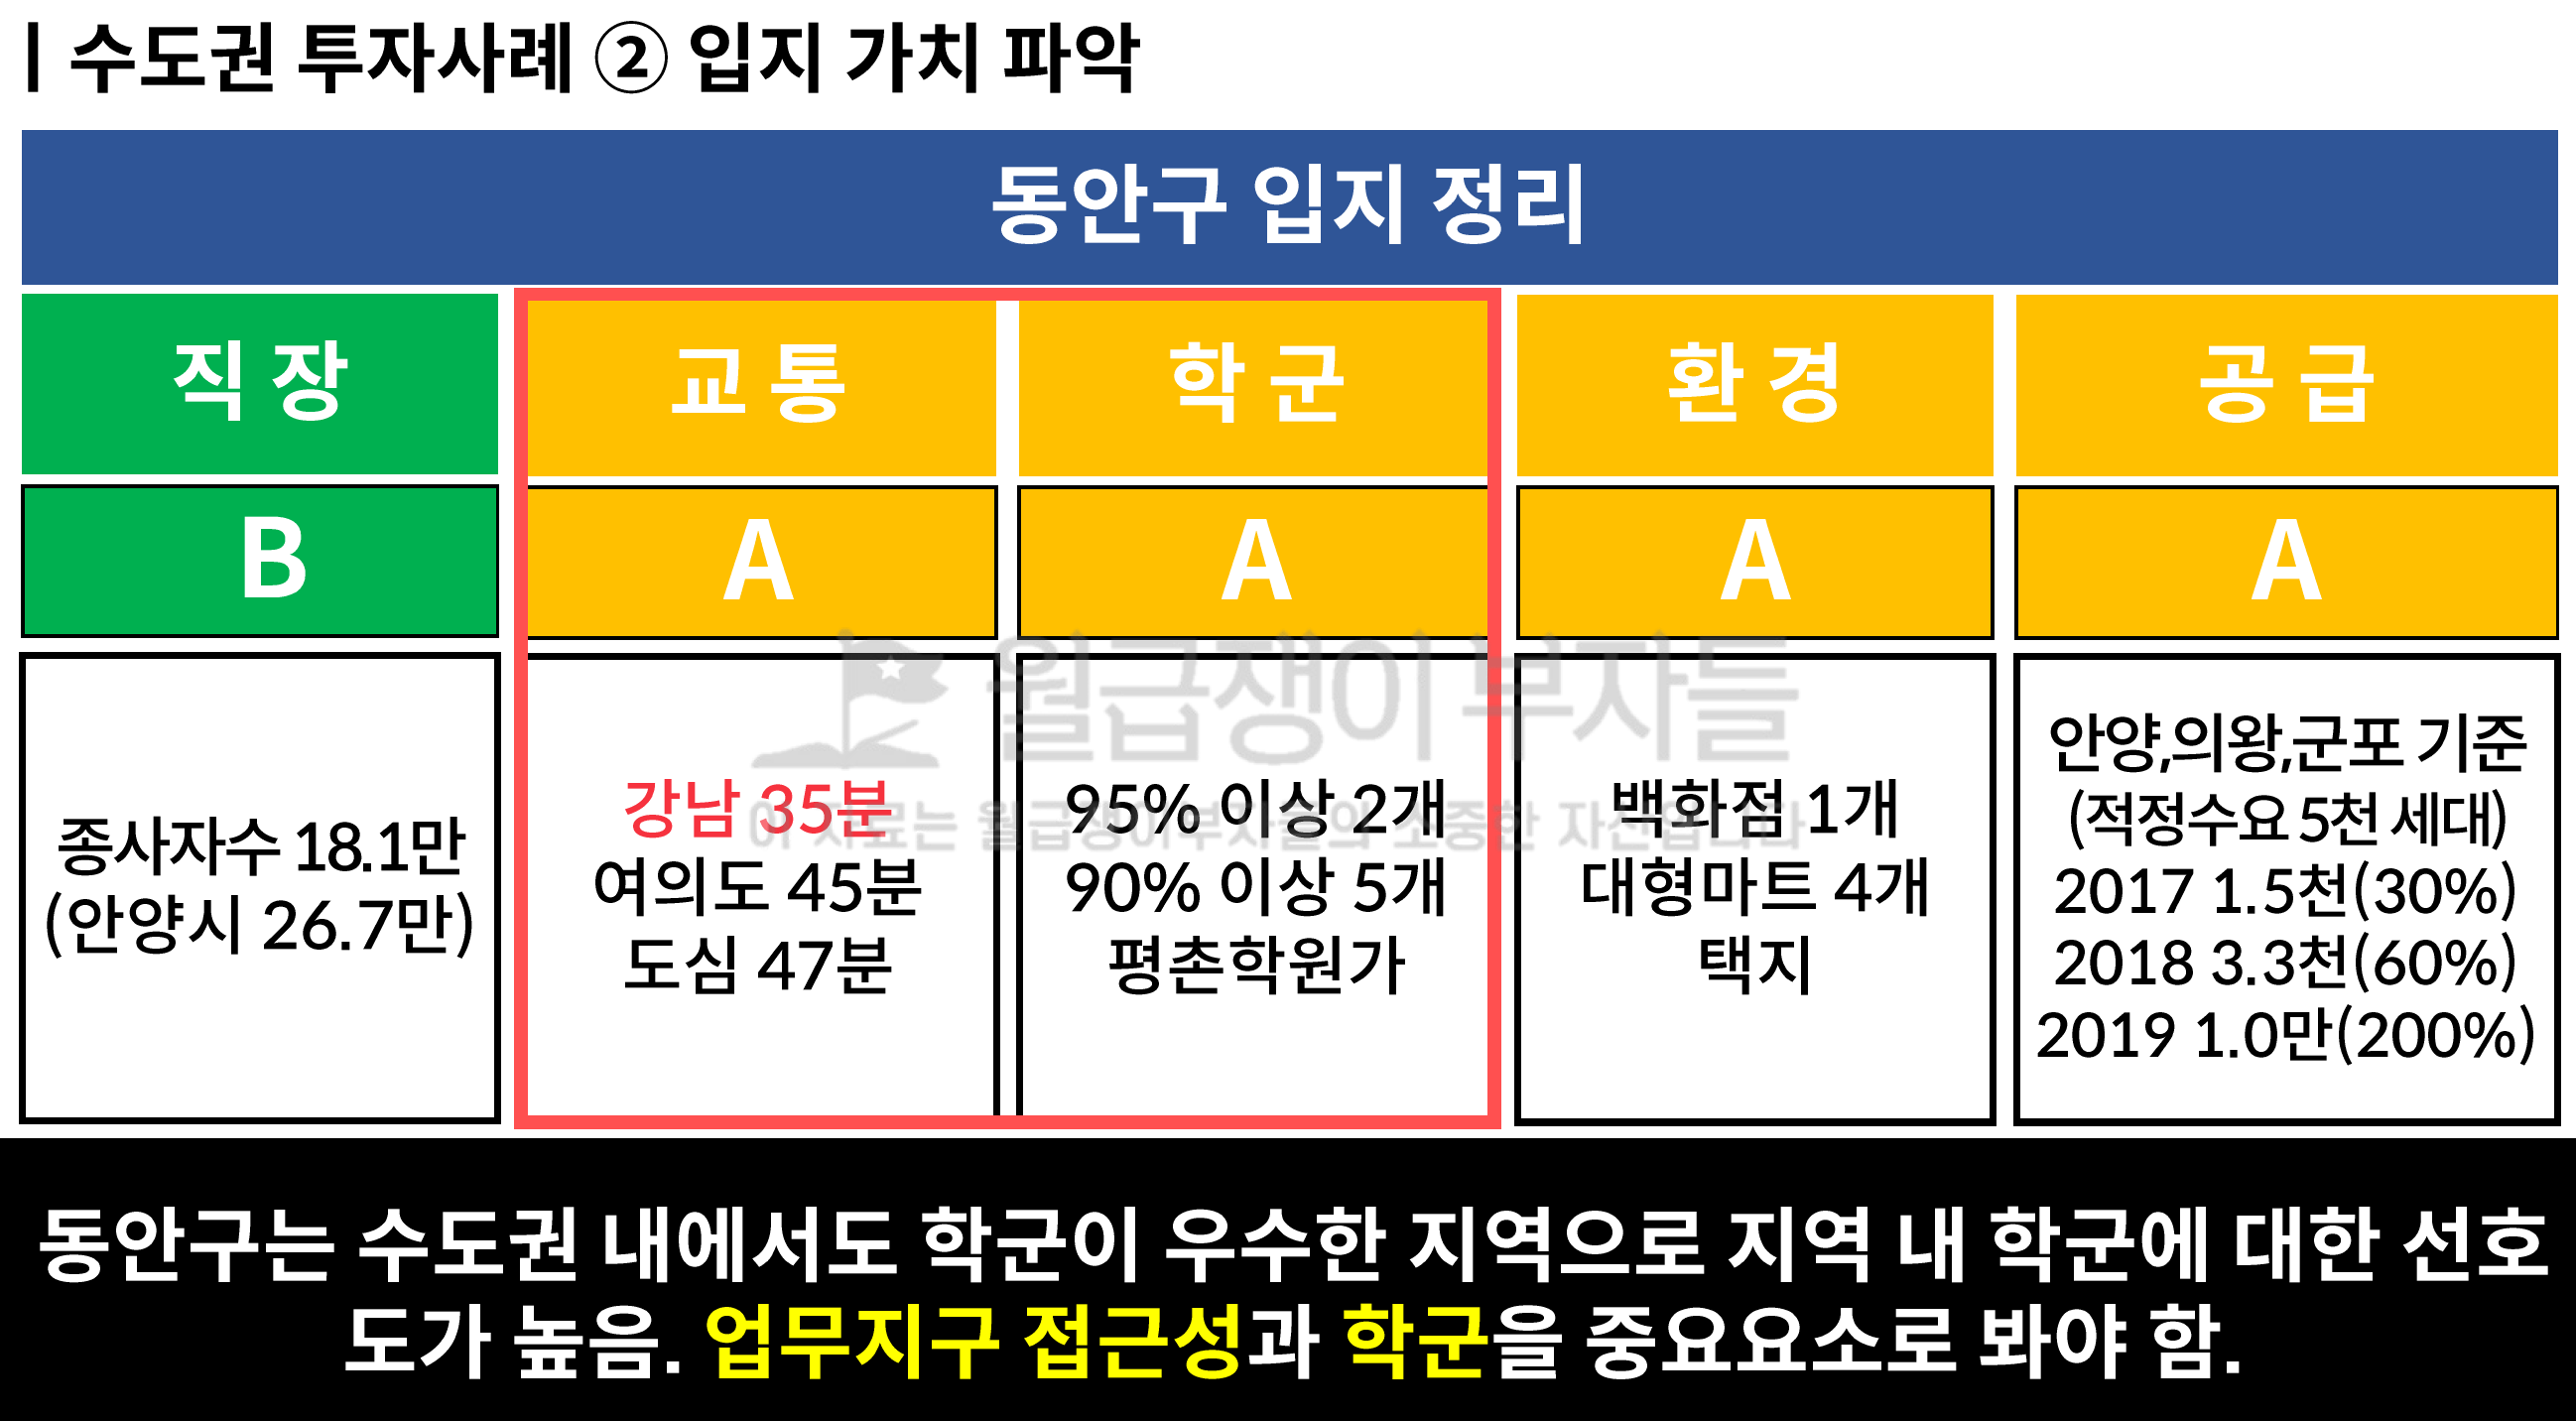 | 수도권 투자사례 ② 입지 가치 파악
동안구 입지 정리
직 장
교 통
학 군
환 경
공 급
B
A
A
A
A
종사자수 18.1만
(안양시 26.7만)
강남 35분
여의도 45분
도심 47분
95% 이상 2개
90% 이상 5개
평촌학원가
백화점 1개
대형마트 4개
택지
안양,의왕,군포 기준
(적정수요 5천 세대)
2017 1.5천(30%)
2018 3.3천(60%)
2019 1.0만(200%)
월급쟁이 부자들
이 자료는 월급쟁이부자들의 소중한 자산입니다
동안구는 수도권 내에서도 학군이 우수한 지역으로 지역 내 학군에 대한 선호
도가 높음. 업무지구 접근성과 학군을 중요요소로 봐야 함.